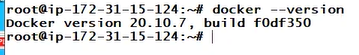 root@ip-172-31-15-124:~# docker --version
Docker version 20.10.7, build f0df350
root@ip-172-31-15-124:~#